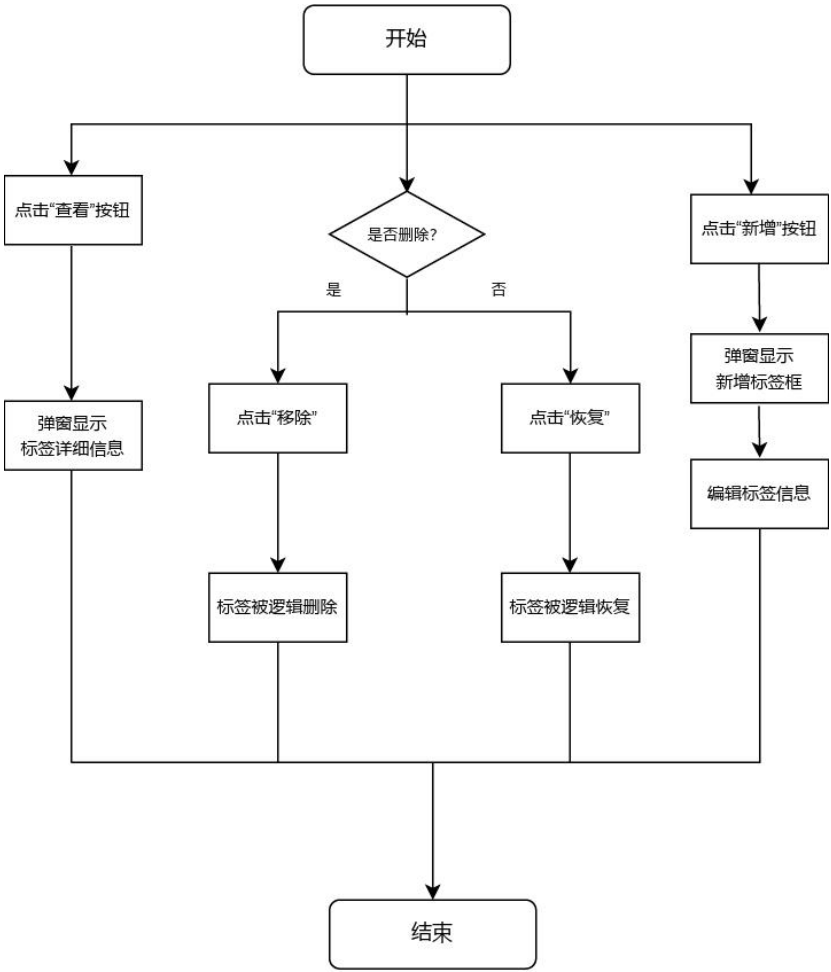 开始
点击“查看”按钮
是否删除?
点击“新增”按钮
是
否
弹窗显示
新增标签框
点击“移除”
点击“恢复”
弹窗显示
标签详细信息
编辑标签信息
标签被逻辑删除
标签被逻辑恢复
结束